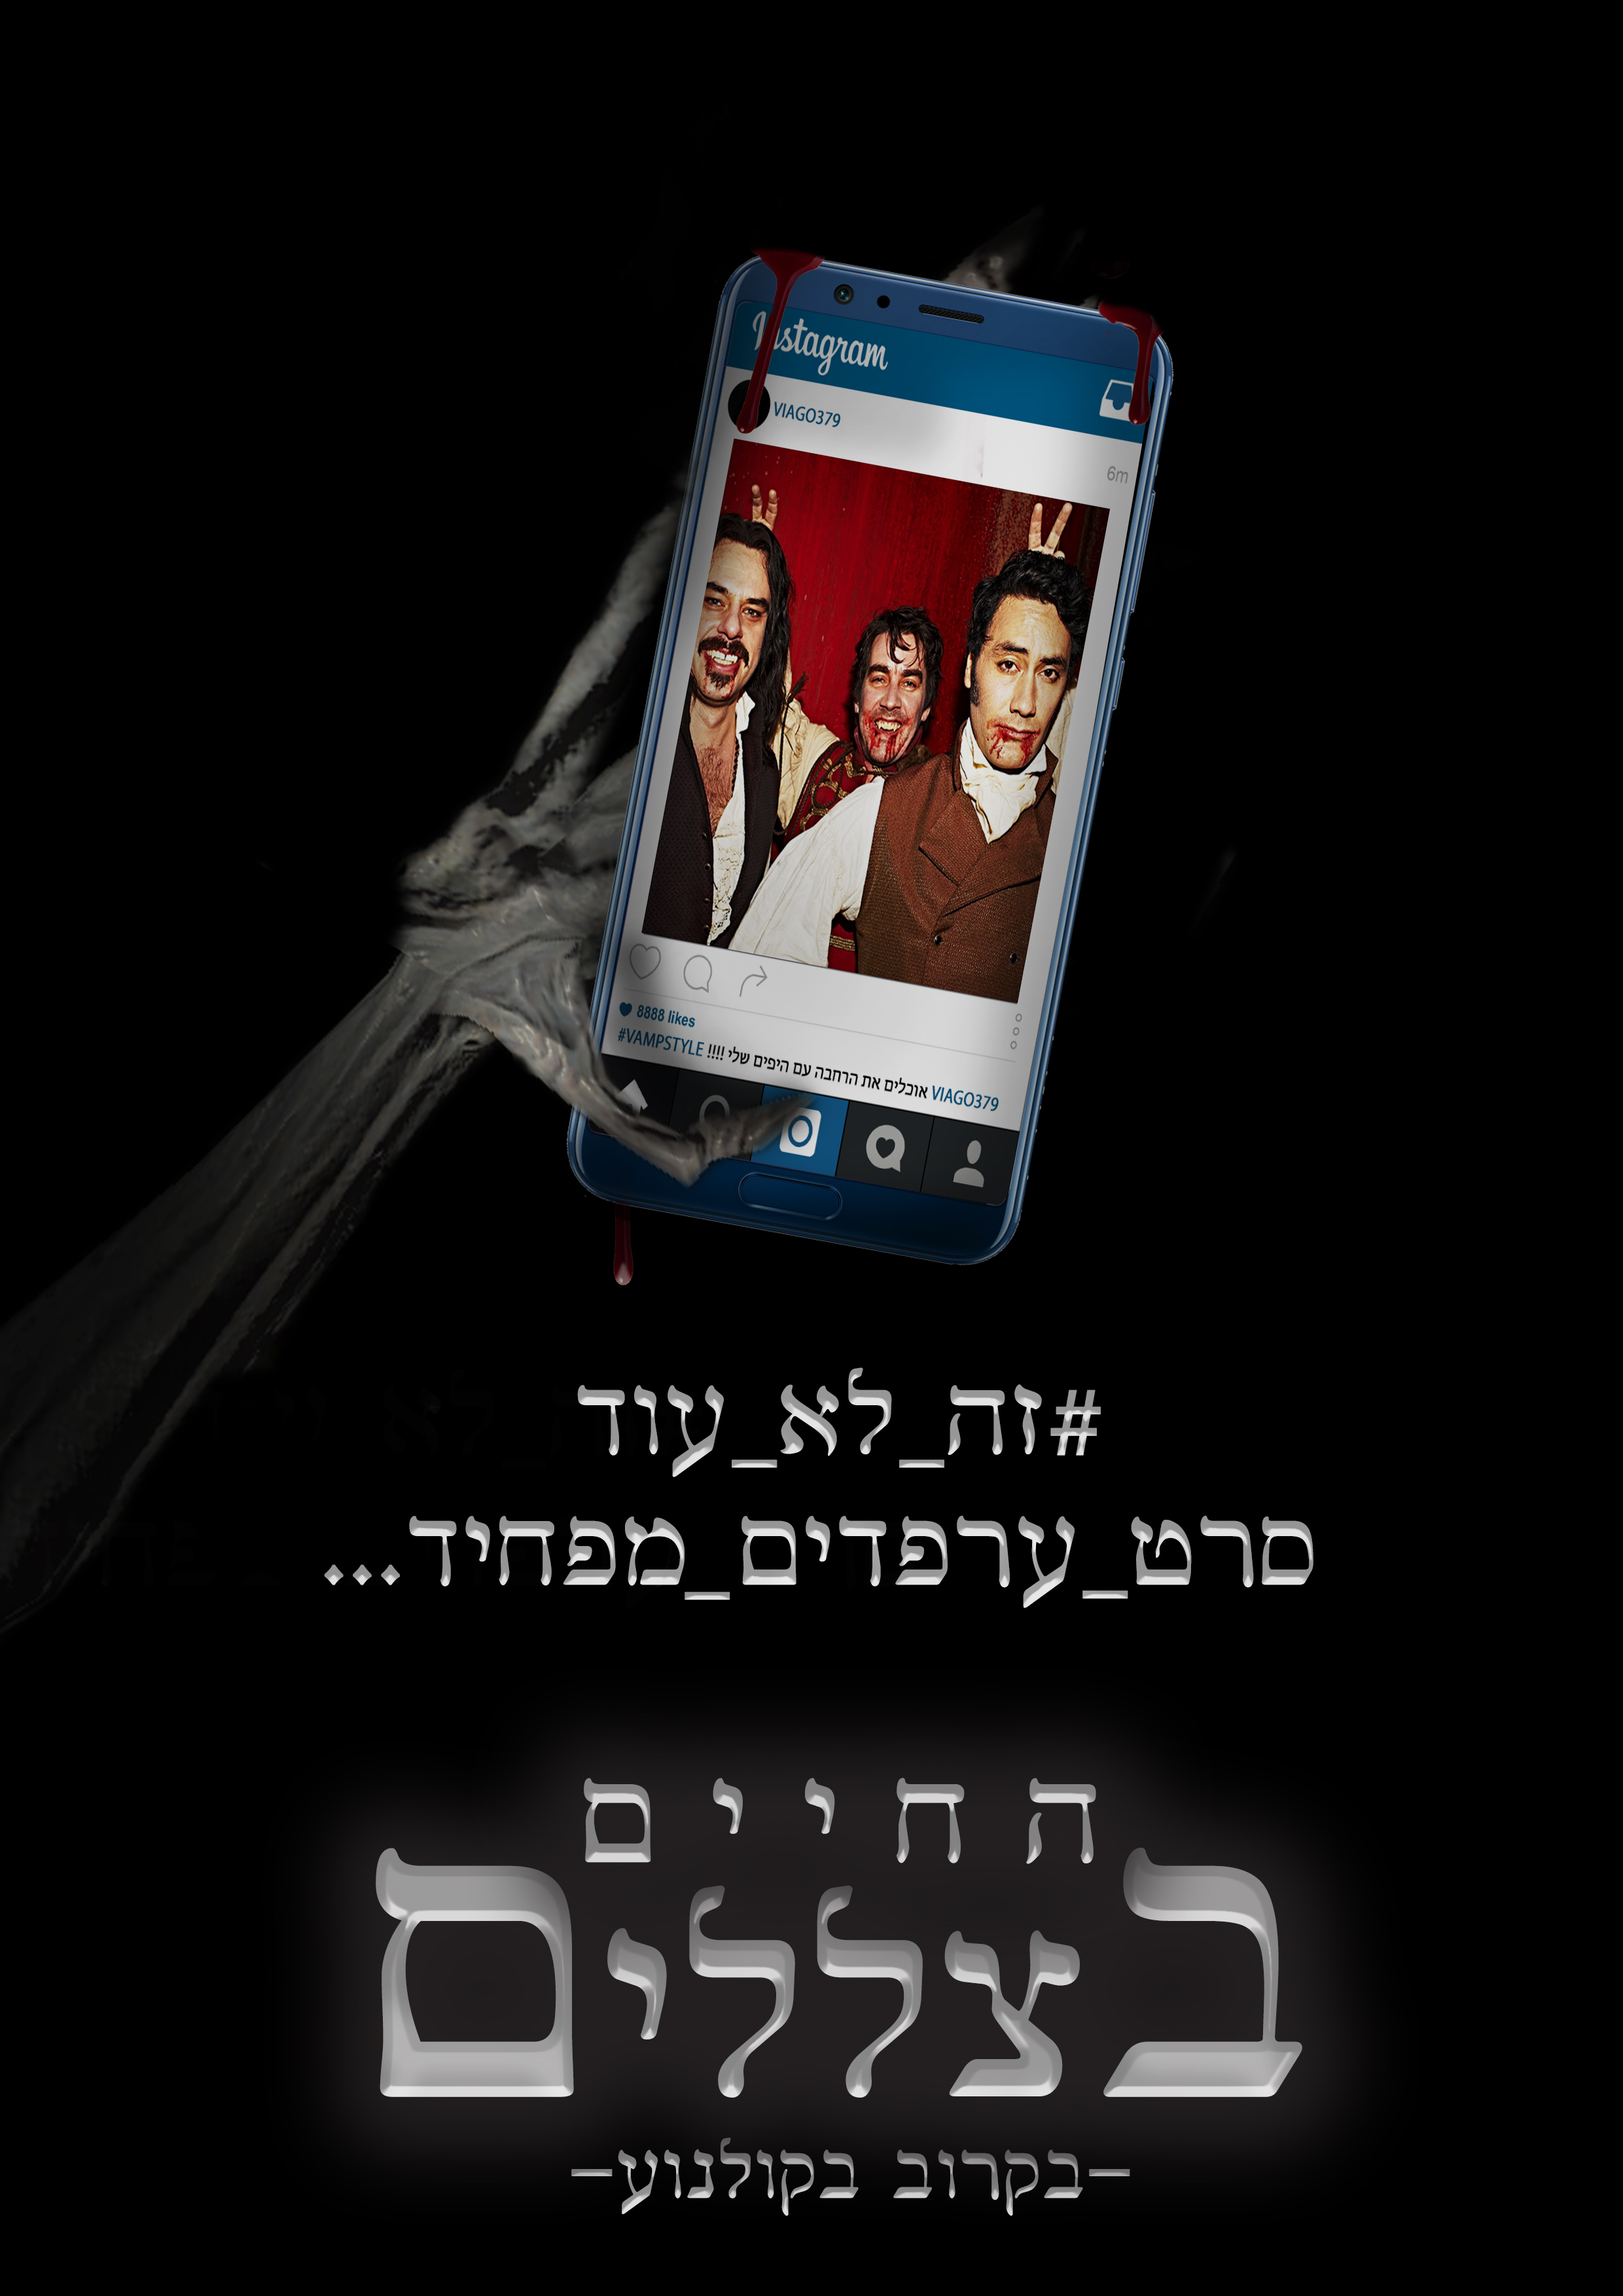 Instagram
VIAGO379
6m
8888 likes
VIAGO379 אוכלים את הרחבה עם היפים שלי !!!! #VAMPSTYLE
#זה_לא_עוד
סרט_ערפדים_מפחיד...
החיים
בצללים
-בקרוב בקולנוע-